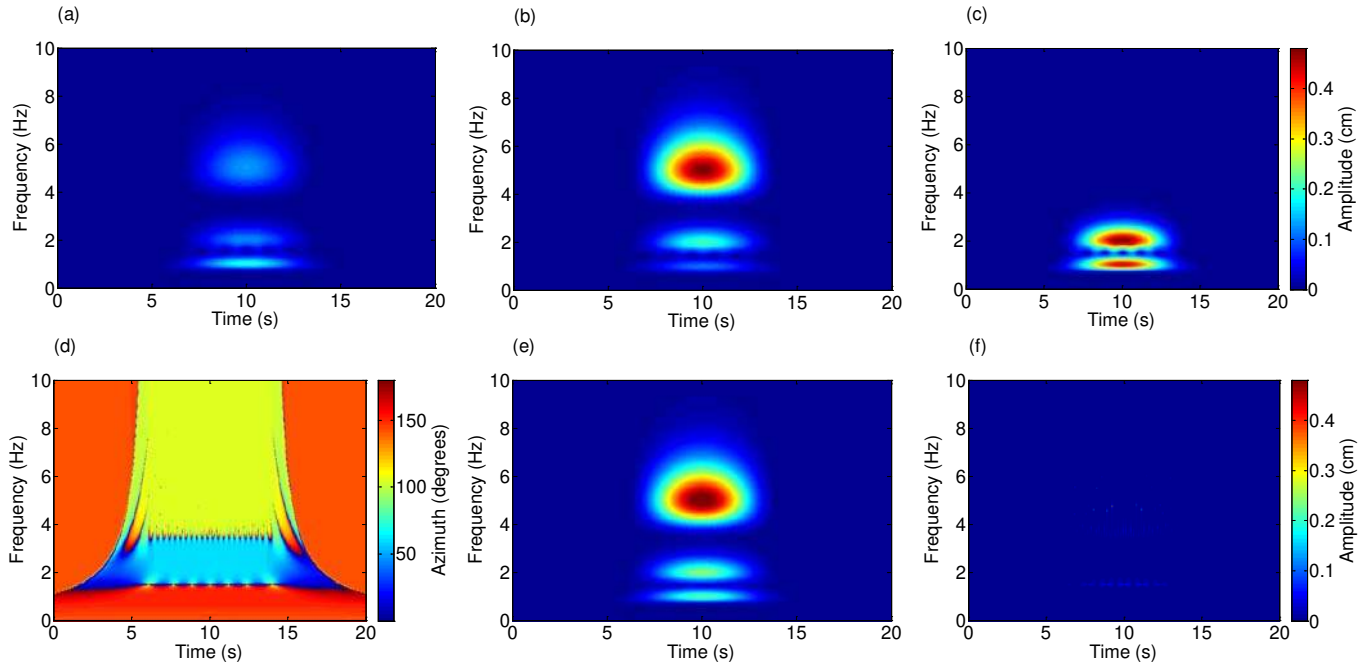 (a)
(b)
(c)
10
8
6
4
2
0
Frequency (Hz)
0 5 10 15 20
Time (s)
10
8
6
4
2
0
Frequency (Hz)
0 5 10 15 20
Time (s)
10
8
6
4
2
0
Frequency (Hz)
0 5 10 15 20
Time (s)
0.4
0.3
0.2
0.1
0
Amplitude (cm)
(d)
(e)
(f)
10
8
6
4
2
0
Frequency (Hz)
0 5 10 15 20
Time (s)
150
100
50
Azimuth (degrees)
10
8
6
4
2
0
Frequency (Hz)
0 5 10 15 20
Time (s)
10
8
6
4
2
0
Frequency (Hz)
0 5 10 15 20
Time (s)
0.4
0.3
0.2
0.1
0
Amplitude (cm)